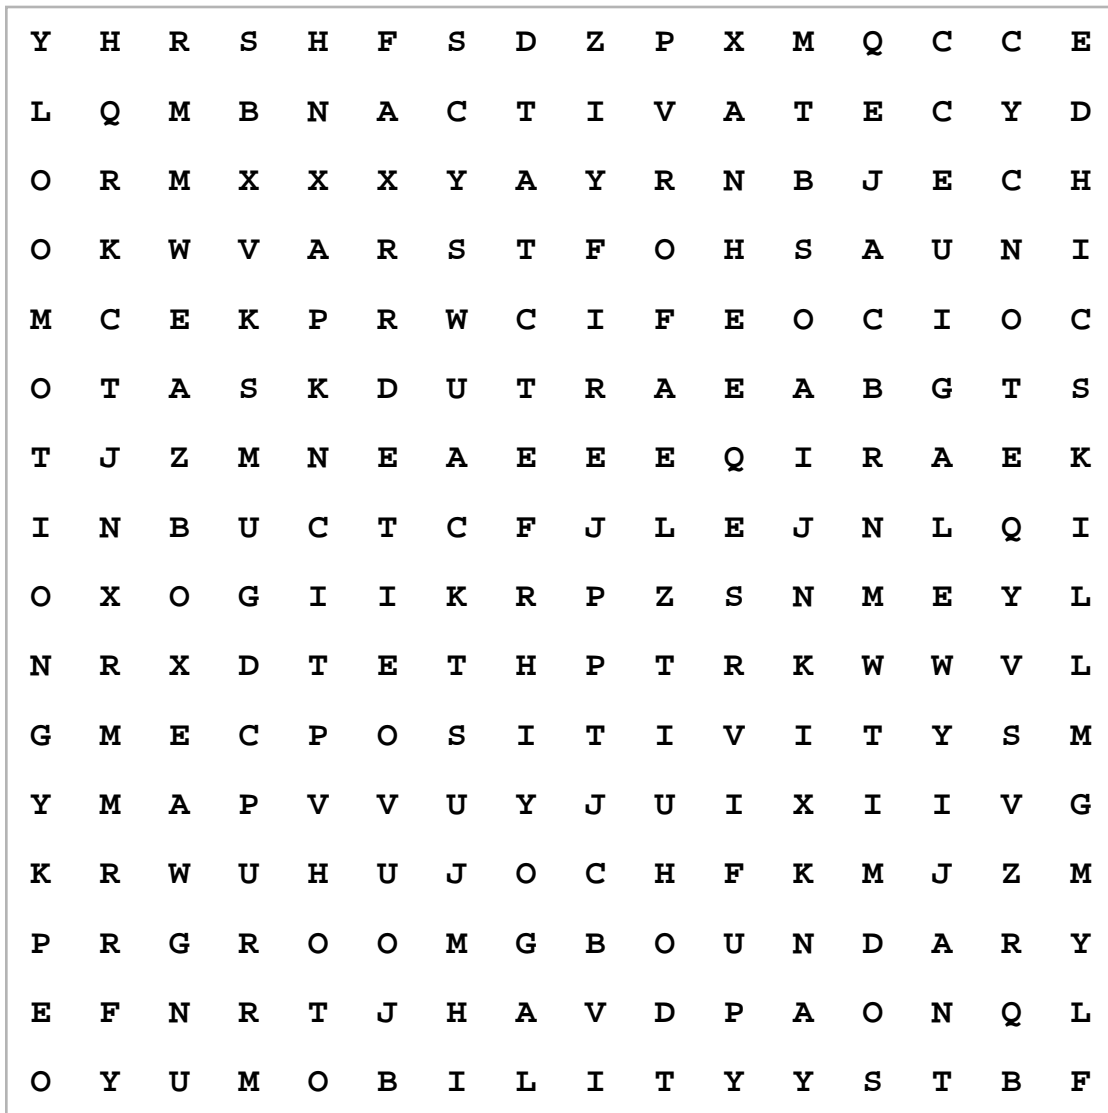 Y H R S H F S D Z P X M Q C C E
L Q M B N A C T I V A T E C Y D
O R M X X X Y A Y R N B J E C H
O K W V A R S T F O H S A U N I
M C E K P R W C I F E O C I O C
O T A S K D U T R A E A B G T S
T J Z M N E A E E E Q I R A E K
I N B U C T C F J L E J N L Q I
O X O G I I K R P Z S N M E Y L
N R X D T E T H P T R K W W V L
G M E C P O S I T I V I T Y S M
Y M A P V V U Y J U I X I I V G
K R W U H U J O C H F K M J Z M
P R G R O O M G B O U N D A R Y
E F N R T J H A V D P A O N Q L
O Y U M O B I L I T Y Y S T B F